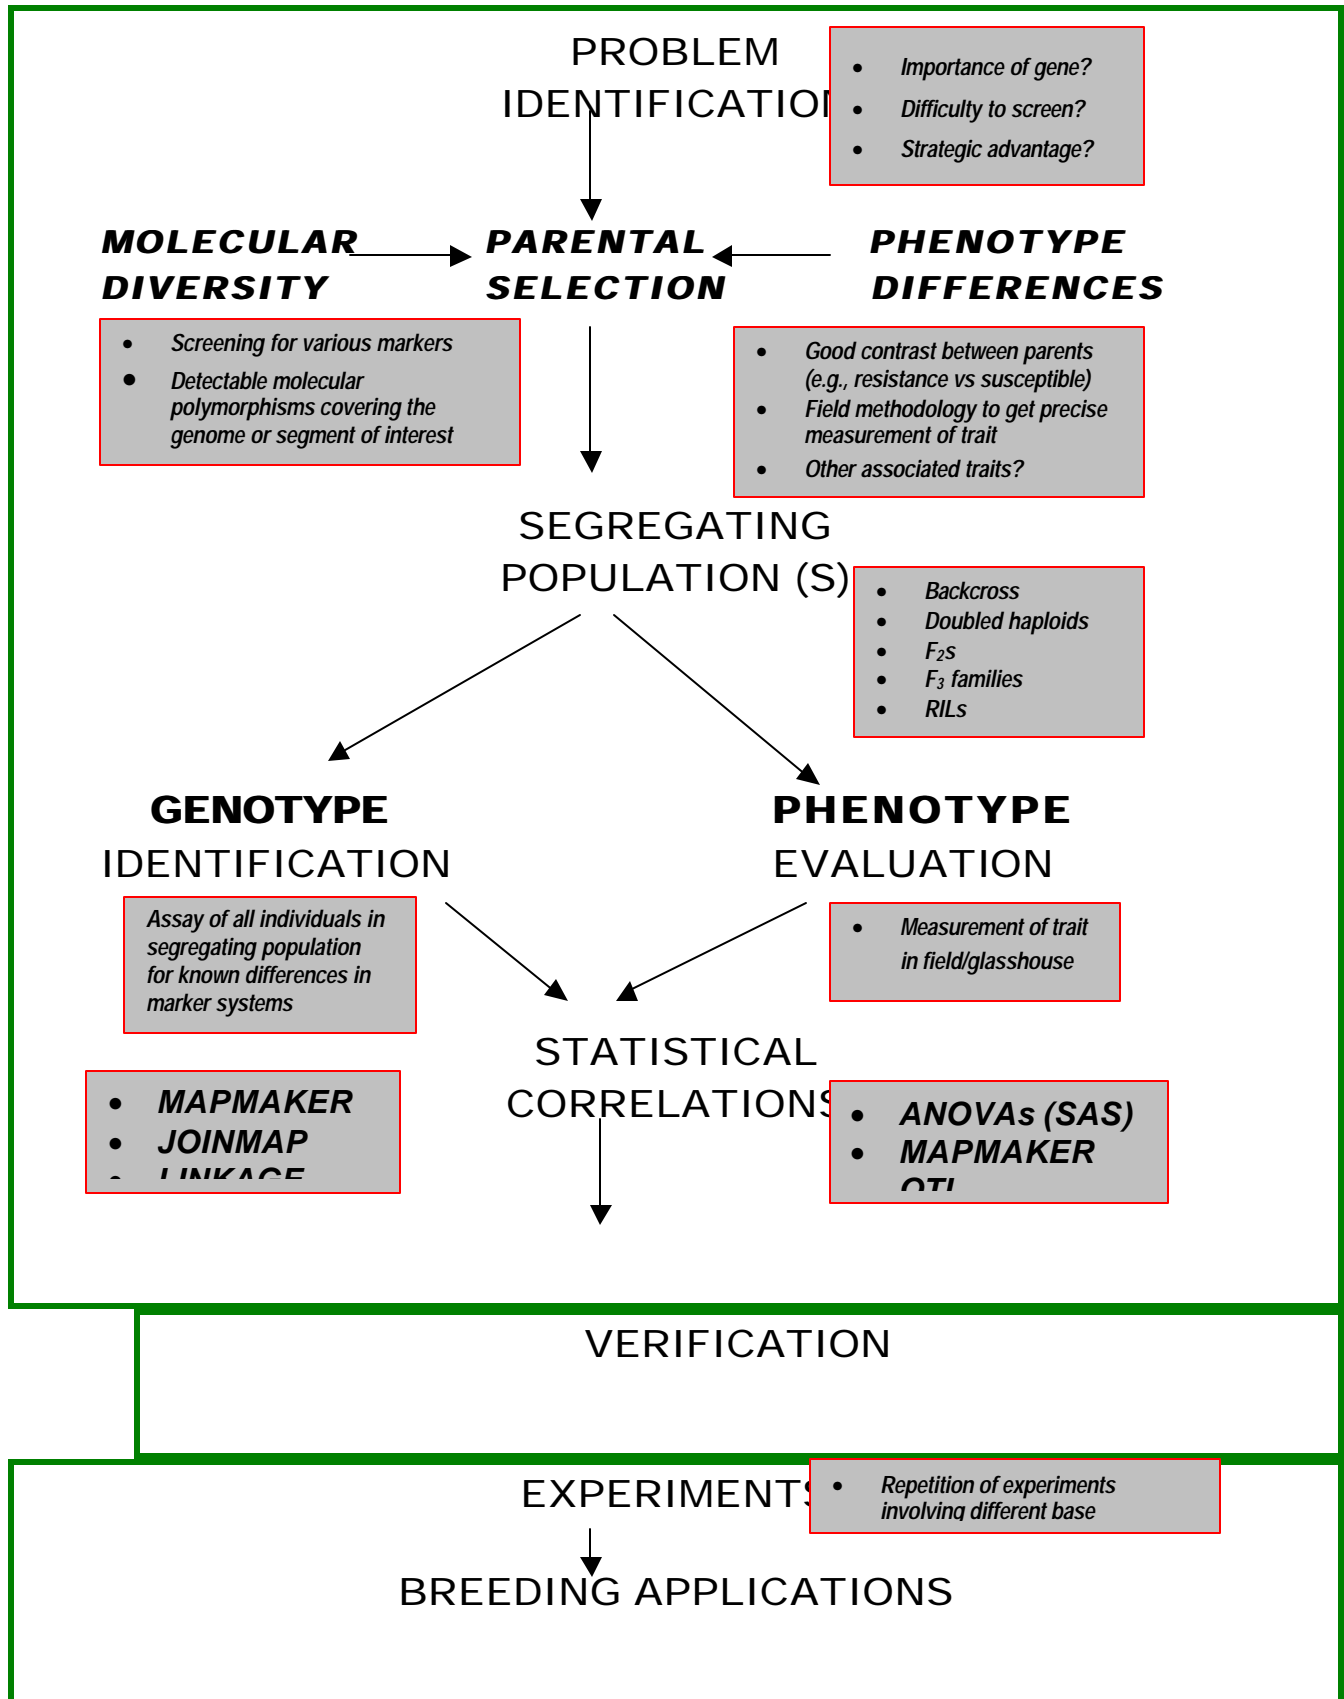 PROBLEM
IDENTIFICATION
• Importance of gene?
• Difficulty to screen?
• Strategic advantage?
MOLECULAR
DIVERSITY
PARENTAL
SELECTION
PHENOTYPE
DIFFERENCES
• Screening for various markers
• Detectable molecular
polymorphisms covering the
genome or segment of interest
• Good contrast between parents
(e.g., resistance vs susceptible)
• Field methodology to get precise
measurement of trait
• Other associated traits?
SEGREGATING
POPULATION (S)
• Backcross
• Doubled haploids
• F2s
• F3 families
• RILs
GENOTYPE
IDENTIFICATION
PHENOTYPE
EVALUATION
Assay of all individuals in
segregating population
for known differences in
marker systems
• Measurement of trait
in field/glasshouse
STATISTICAL
CORRELATIONS
• MAPMAKER
• JOINMAP
• LINKAGE
• ANOVAs (SAS)
• MAPMAKER
QTL
VERIFICATION
EXPERIMENTS
• Repetition of experiments
involving different base
BREEDING APPLICATIONS